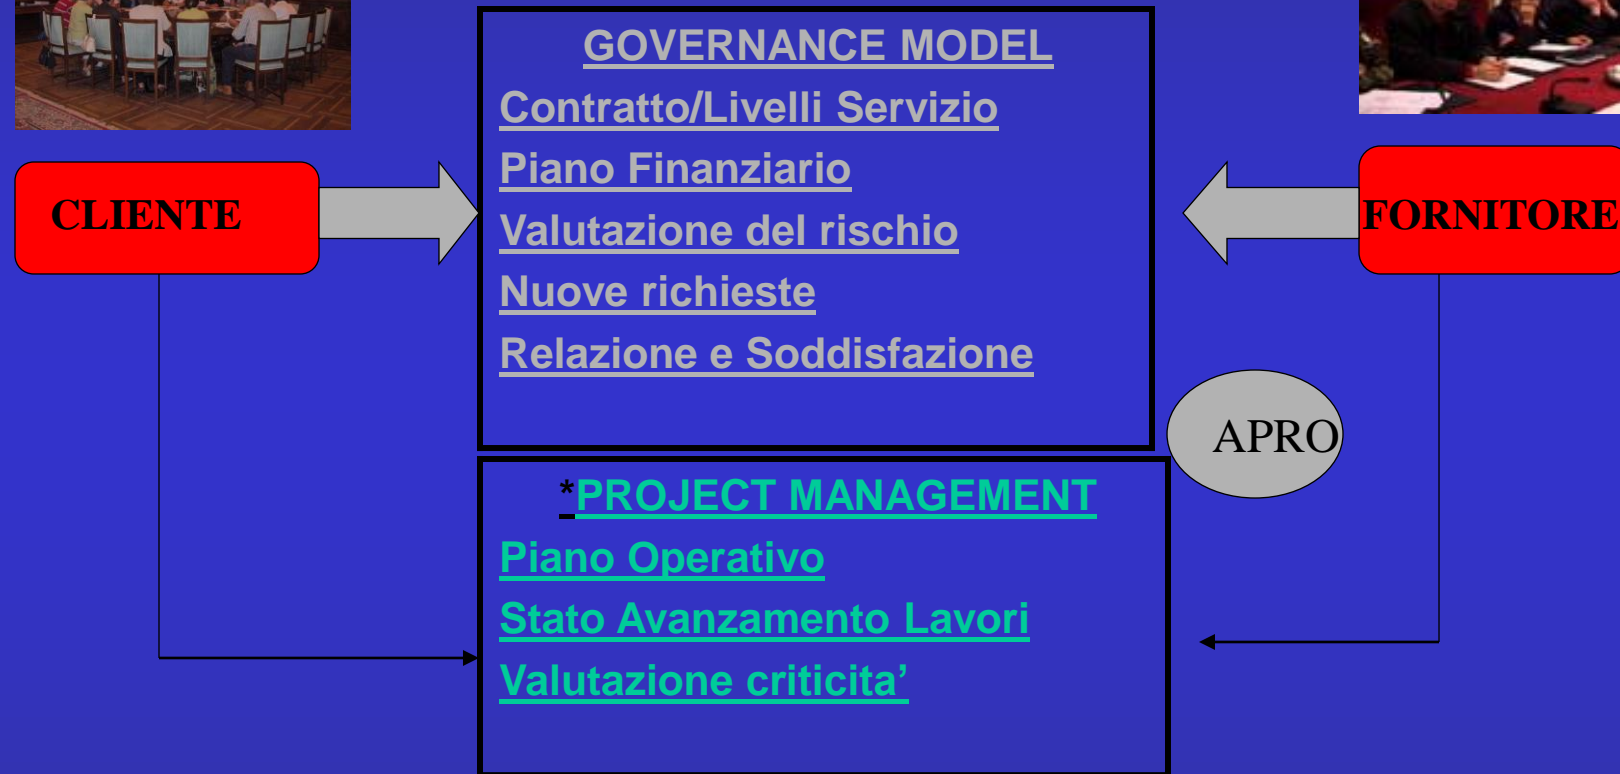 GOVERNANCE MODEL
Contratto/Livelli Servizio
Piano Finanziario
CLIENTE
FORNITORE
Valutazione del rischio
Nuove richieste
Relazione e Soddisfazione
APRO
*PROJECT MANAGEMENT
Piano Operativo
Stato Avanzamento Lavori
Valutazione criticita’